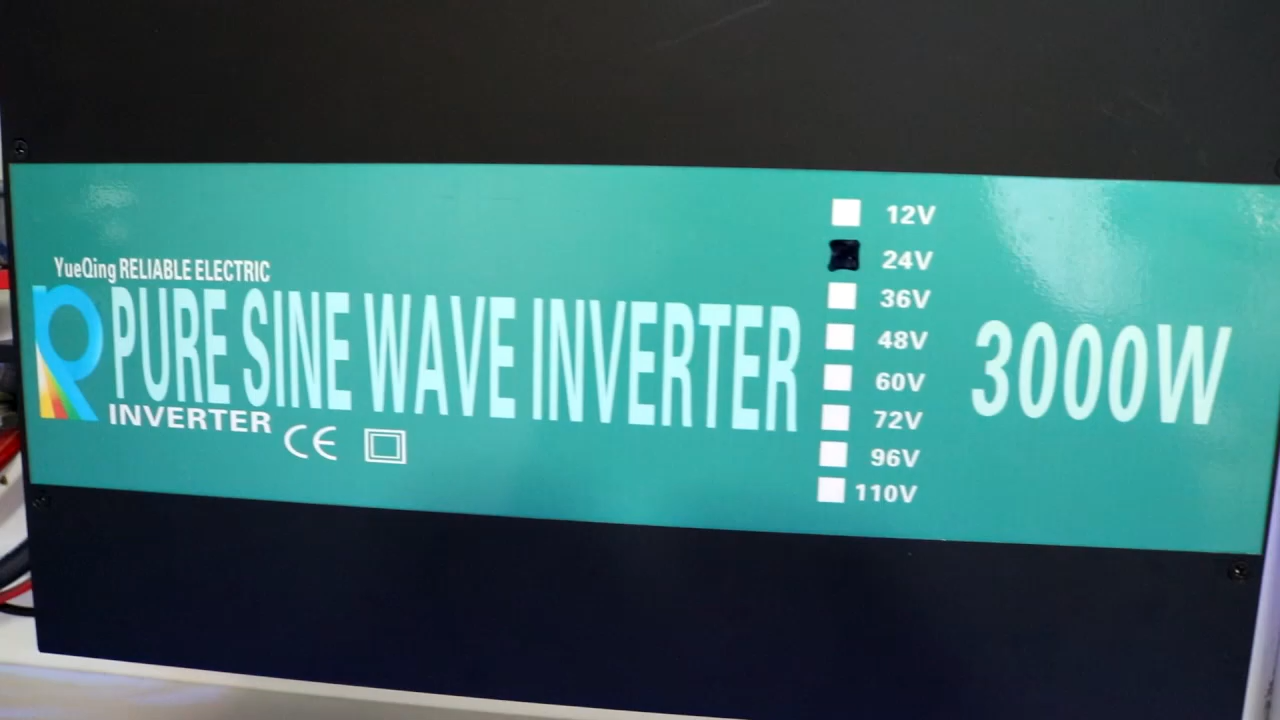 YueQing RELIABLE ELECTRIC
PURE SINE WAVE INVERTER
INVERTER
CE
12V
24V
36V
48V
60V
72V
96V
110V
3000W